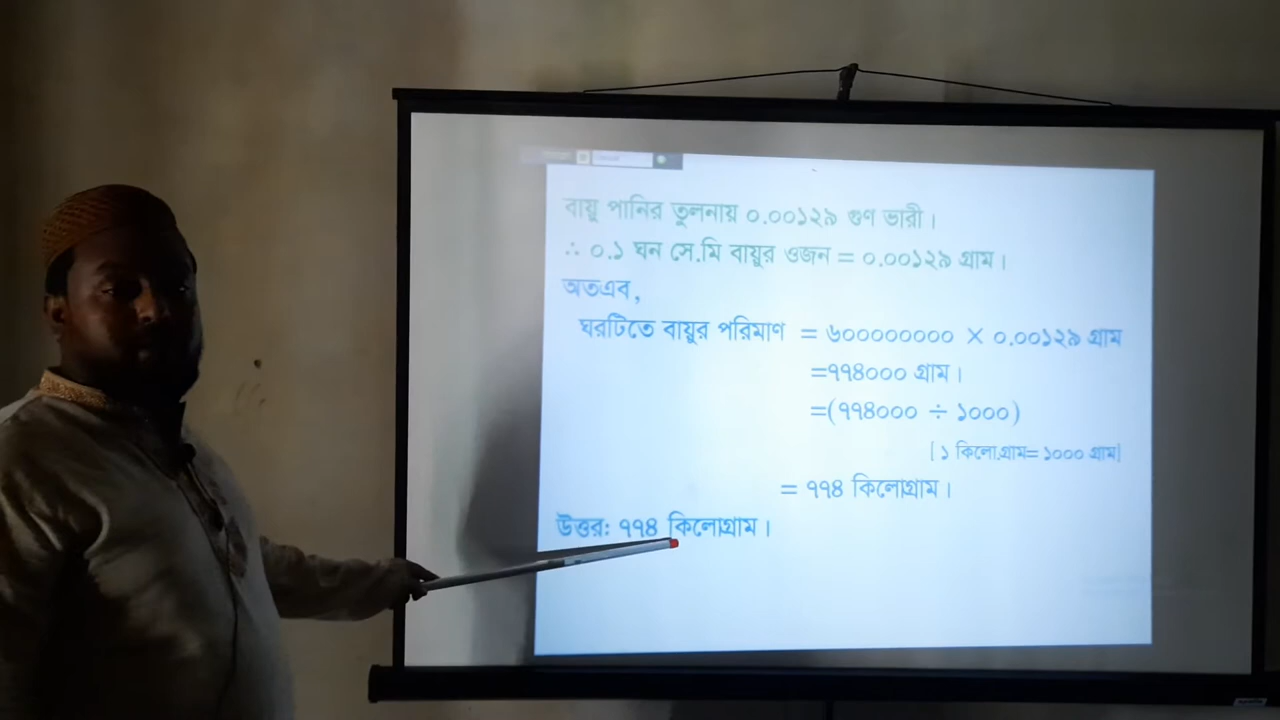 বায়ু পানির তুলনায় ০.০০১২৯ গুণ ভারী।
∴ ০.১ ঘন সে.মি বায়ুর ওজন = ০.০০১২৯ গ্রাম।
অতএব,
ঘরটিতে বায়ুর পরিমাণ = ৬০০০০০০০০ × ০.০০১২৯ গ্রাম
=৭৭৪০০০ গ্রাম।
=(৭৭৪০০০ ÷ ১০০০)
[ ১ কিলো.গ্রাম= ১০০০ গ্রাম]
= ৭৭৪ কিলোগ্রাম।
উত্তর: ৭৭৪ কিলোগ্রাম।